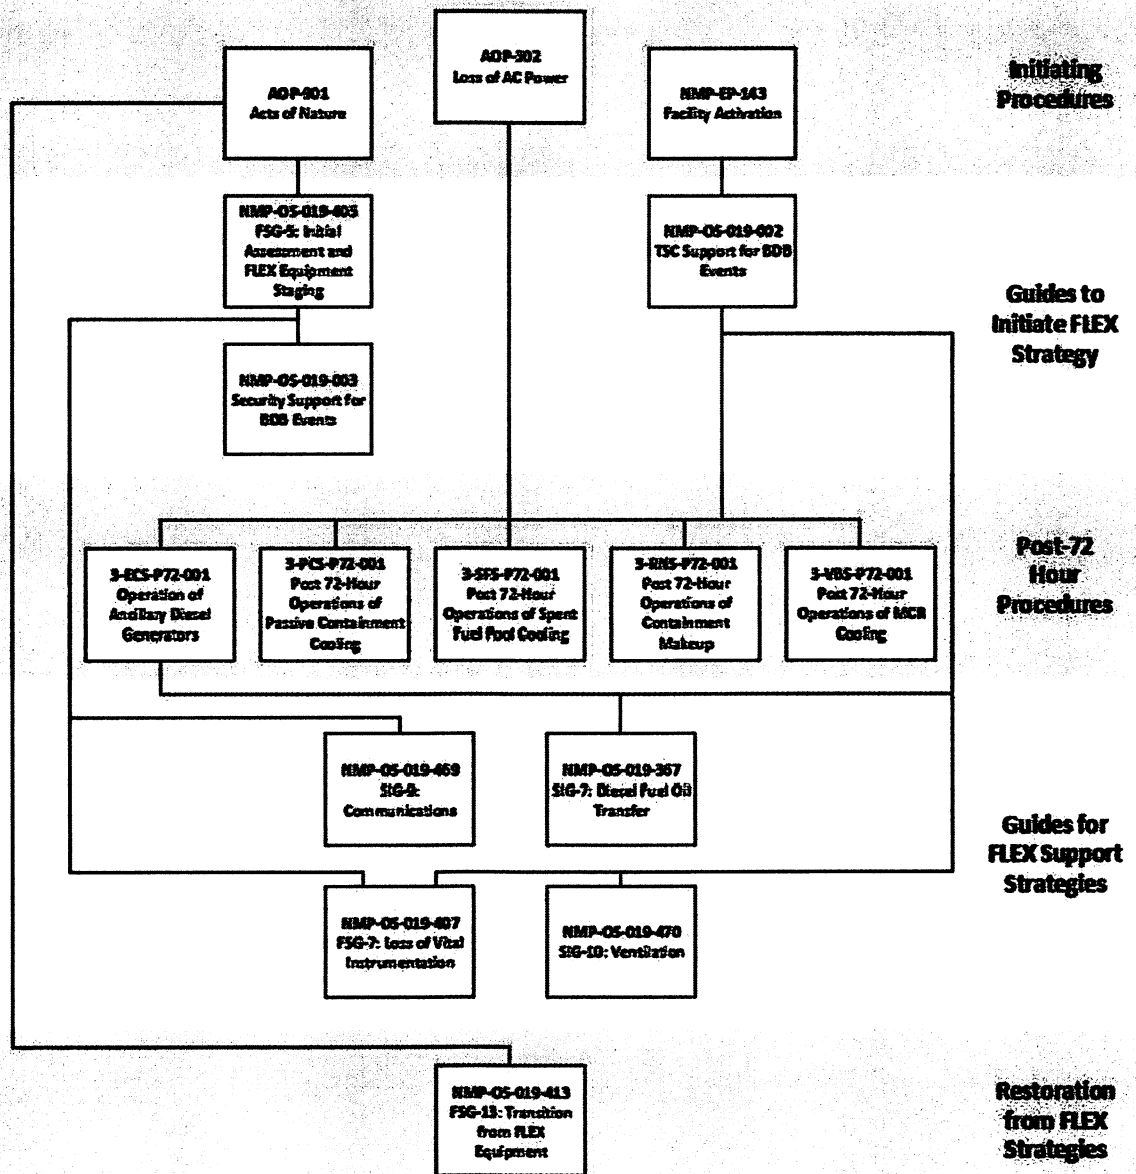 AOP-302
Loss of AC Power
AOP-901
Acts of Nature
NMP-EP-143
Facility Activation
Initiating
Procedures
NMP-OS-019-405
FSG-5: Initial
Assessment and
FLEX Equipment
Staging
NMP-OS-019-002
TSC Support for BDB
Events
Guides to
Initiate FLEX
Strategy
NMP-OS-019-003
Security Support for
BDB Events
3-ECS-P72-001
Operation of
Ancillary Diesel
Generators
3-PCS-P72-001
Post 72-Hour
Operations of
Passive Containment
Cooling
3-SFS-P72-001
Post 72-Hour
Operations of Spent
Fuel Pool Cooling
3-RNS-P72-001
Post 72-Hour
Operations of
Containment
Makeup
3-VBS-P72-001
Post 72-Hour
Operations of MCR
Cooling
Post-72
Hour
Procedures
NMP-OS-019-469
SIG-9:
Communications
NMP-OS-019-367
SIG-7: Diesel Fuel Oil
Transfer
Guides for
FLEX Support
Strategies
NMP-OS-019-407
FSG-7: Loss of Vital
Instrumentation
NMP-OS-019-470
SIG-10: Ventilation
NMP-OS-019-413
FSG-13: Transition
from FLEX
Equipment
Restoration
from FLEX
Strategies